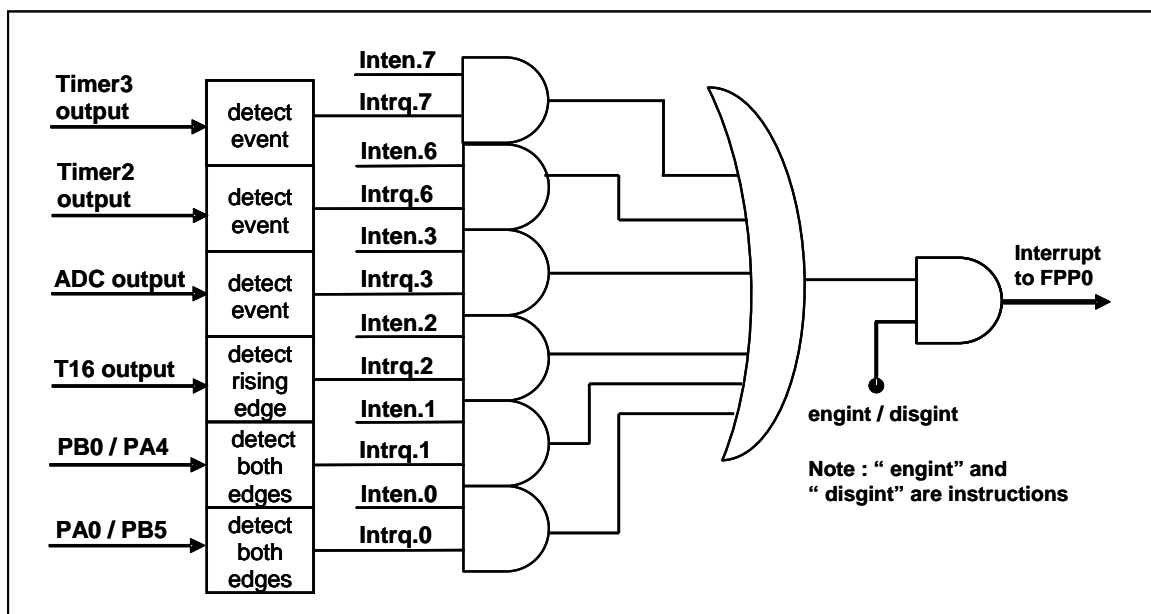 Timer3
output
detect
event
Inten.7
Intrq.7
Timer2
output
detect
event
Inten.6
Intrq.6
ADC output
detect
event
Inten.3
Intrq.3
T16 output
detect
rising
edge
Inten.2
Intrq.2
PB0 / PA4
detect
both
edges
Inten.1
Intrq.1
PA0 / PB5
detect
both
edges
Inten.0
Intrq.0
Interrupt
to FPP0
engint / disgint
Note : “ engint” and
“ disgint” are instructions